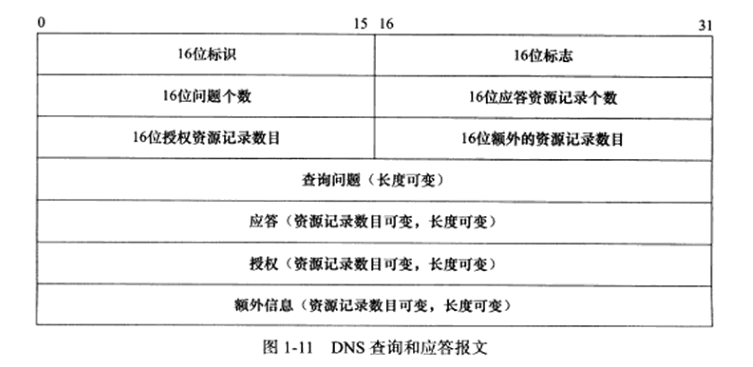 0 15 16 31
16位标识 16位标志
16位问题个数 16位应答资源记录个数
16位授权资源记录数目 16位额外的资源记录数目
查询问题（长度可变）
应答（资源记录数目可变，长度可变）
授权（资源记录数目可变，长度可变）
额外信息（资源记录数目可变，长度可变）
图 1-11 DNS 查询和应答报文